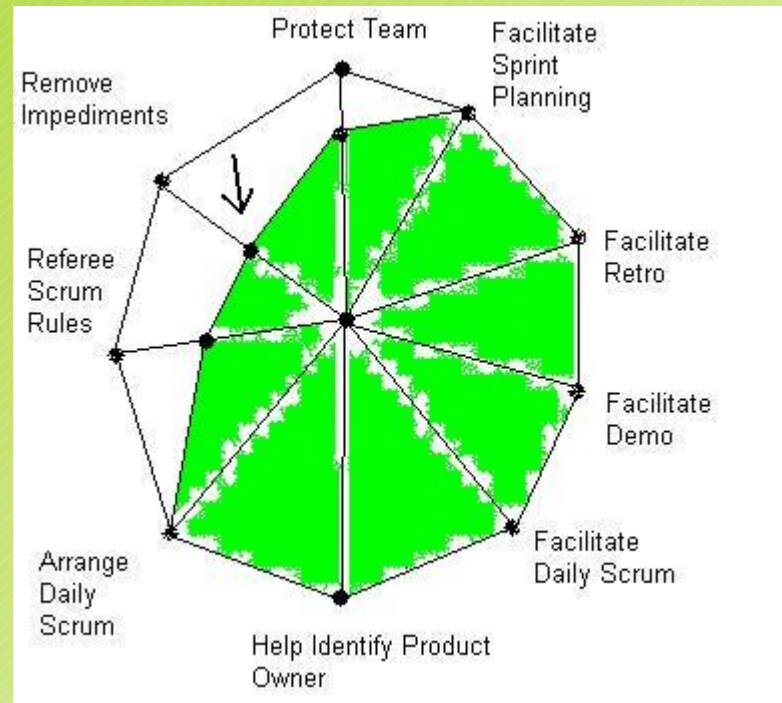 Protect Team
Facilitate
Sprint
Planning
Remove
Impediments
Facilitate
Retro
Referee
Scrum
Rules
Facilitate
Demo
Facilitate
Daily Scrum
Arrange
Daily
Scrum
Help Identify Product
Owner